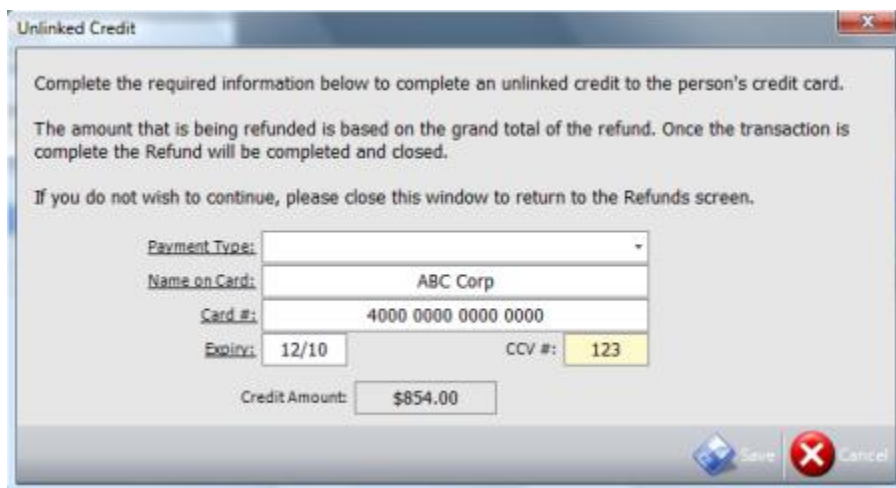 Unlinked Credit
Complete the required information below to complete an unlinked credit to the person's credit card.
The amount that is being refunded is based on the grand total of the refund. Once the transaction is
complete the Refund will be completed and closed.
If you do not wish to continue, please close this window to return to the Refunds screen.
Payment Type:
Name on Card: ABC Corp
Card #: 4000 0000 0000 0000
Expiry: 12/10 CCV #: 123
Credit Amount: $854.00
Save Cancel